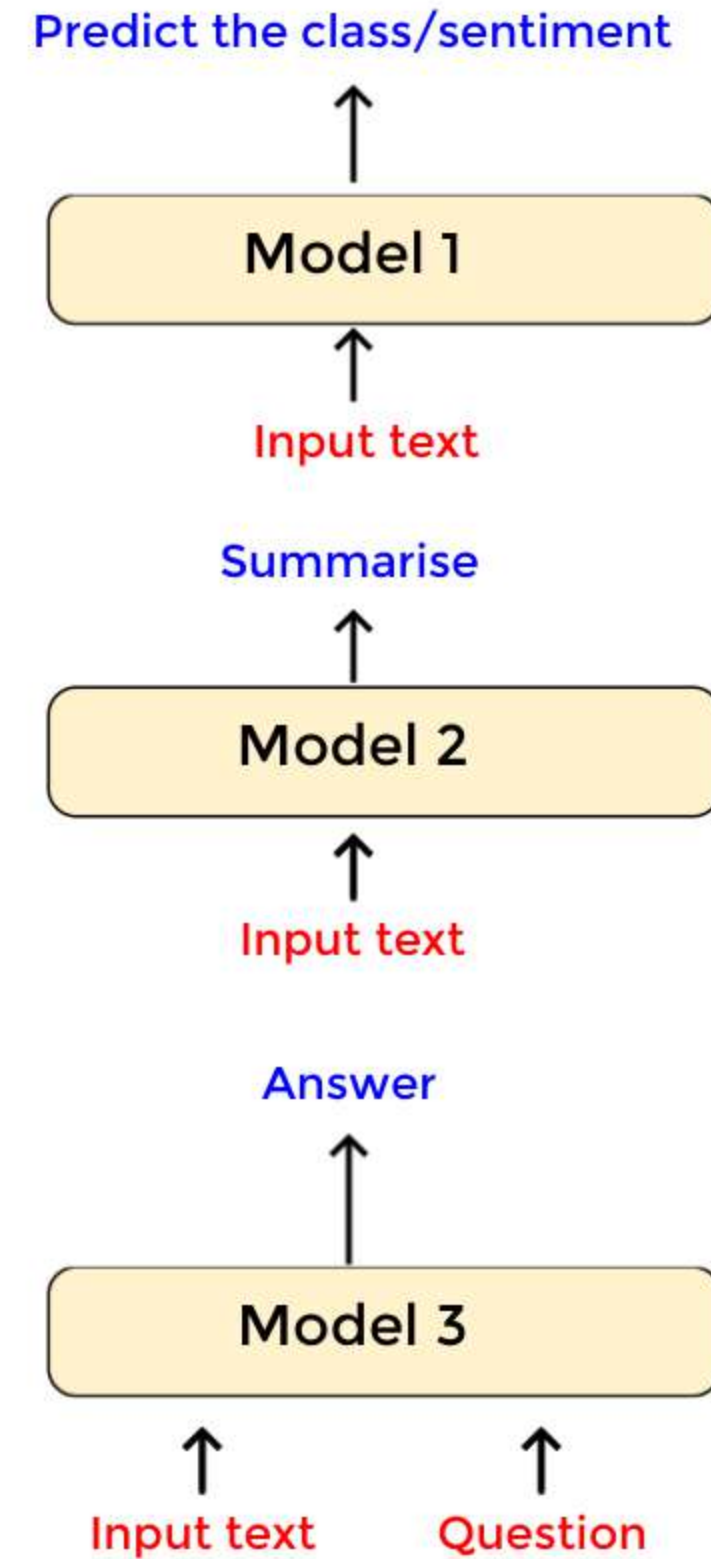 Predict the class/sentiment
Model 1
Input text
Summarise
Model 2
Input text
Answer
Model 3
Input text Question